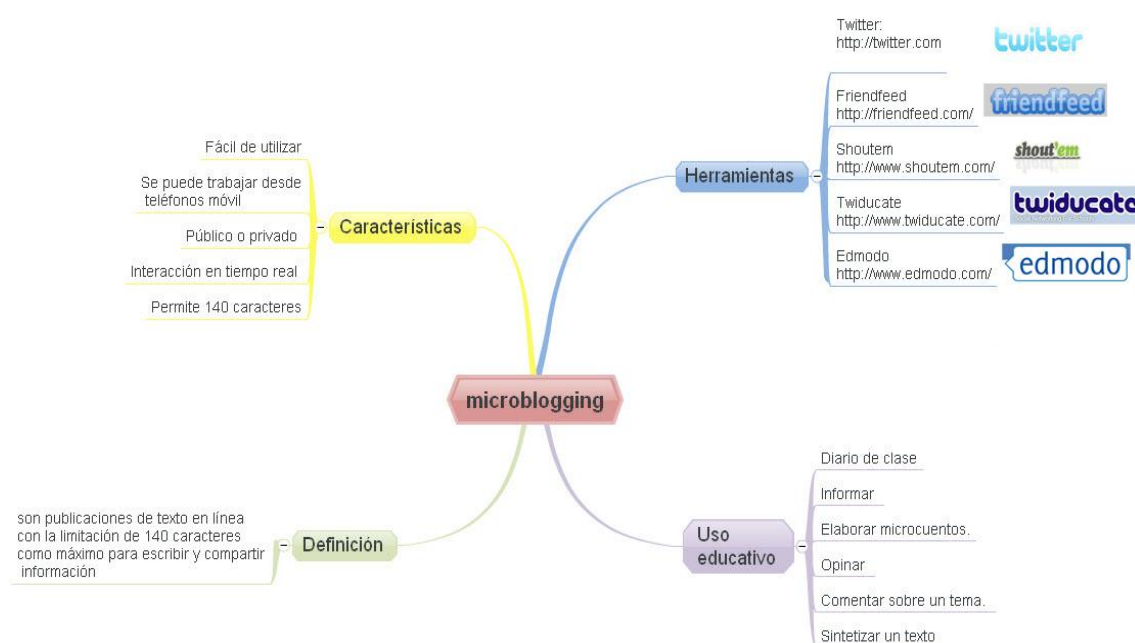 microblogging
Características
Fácil de utilizar
Se puede trabajar desde
teléfonos móvil
Público o privado
Interacción en tiempo real
Permite 140 caracteres
Herramientas
Twitter:
http://twitter.com
twitter
Friendfeed
http://friendfeed.com/
friendfeed
Shoutem
http://www.shoutem.com/
shout'em
Twiducate
http://www.twiducate.com/
twiducate
Edmodo
http://www.edmodo.com/
edmodo
Definición
son publicaciones de texto en línea
con la limitación de 140 caracteres
como máximo para escribir y compartir
información
Uso
educativo
Diario de clase
Informar
Elaborar microcuentos.
Opinar
Comentar sobre un tema.
Sintetizar un texto